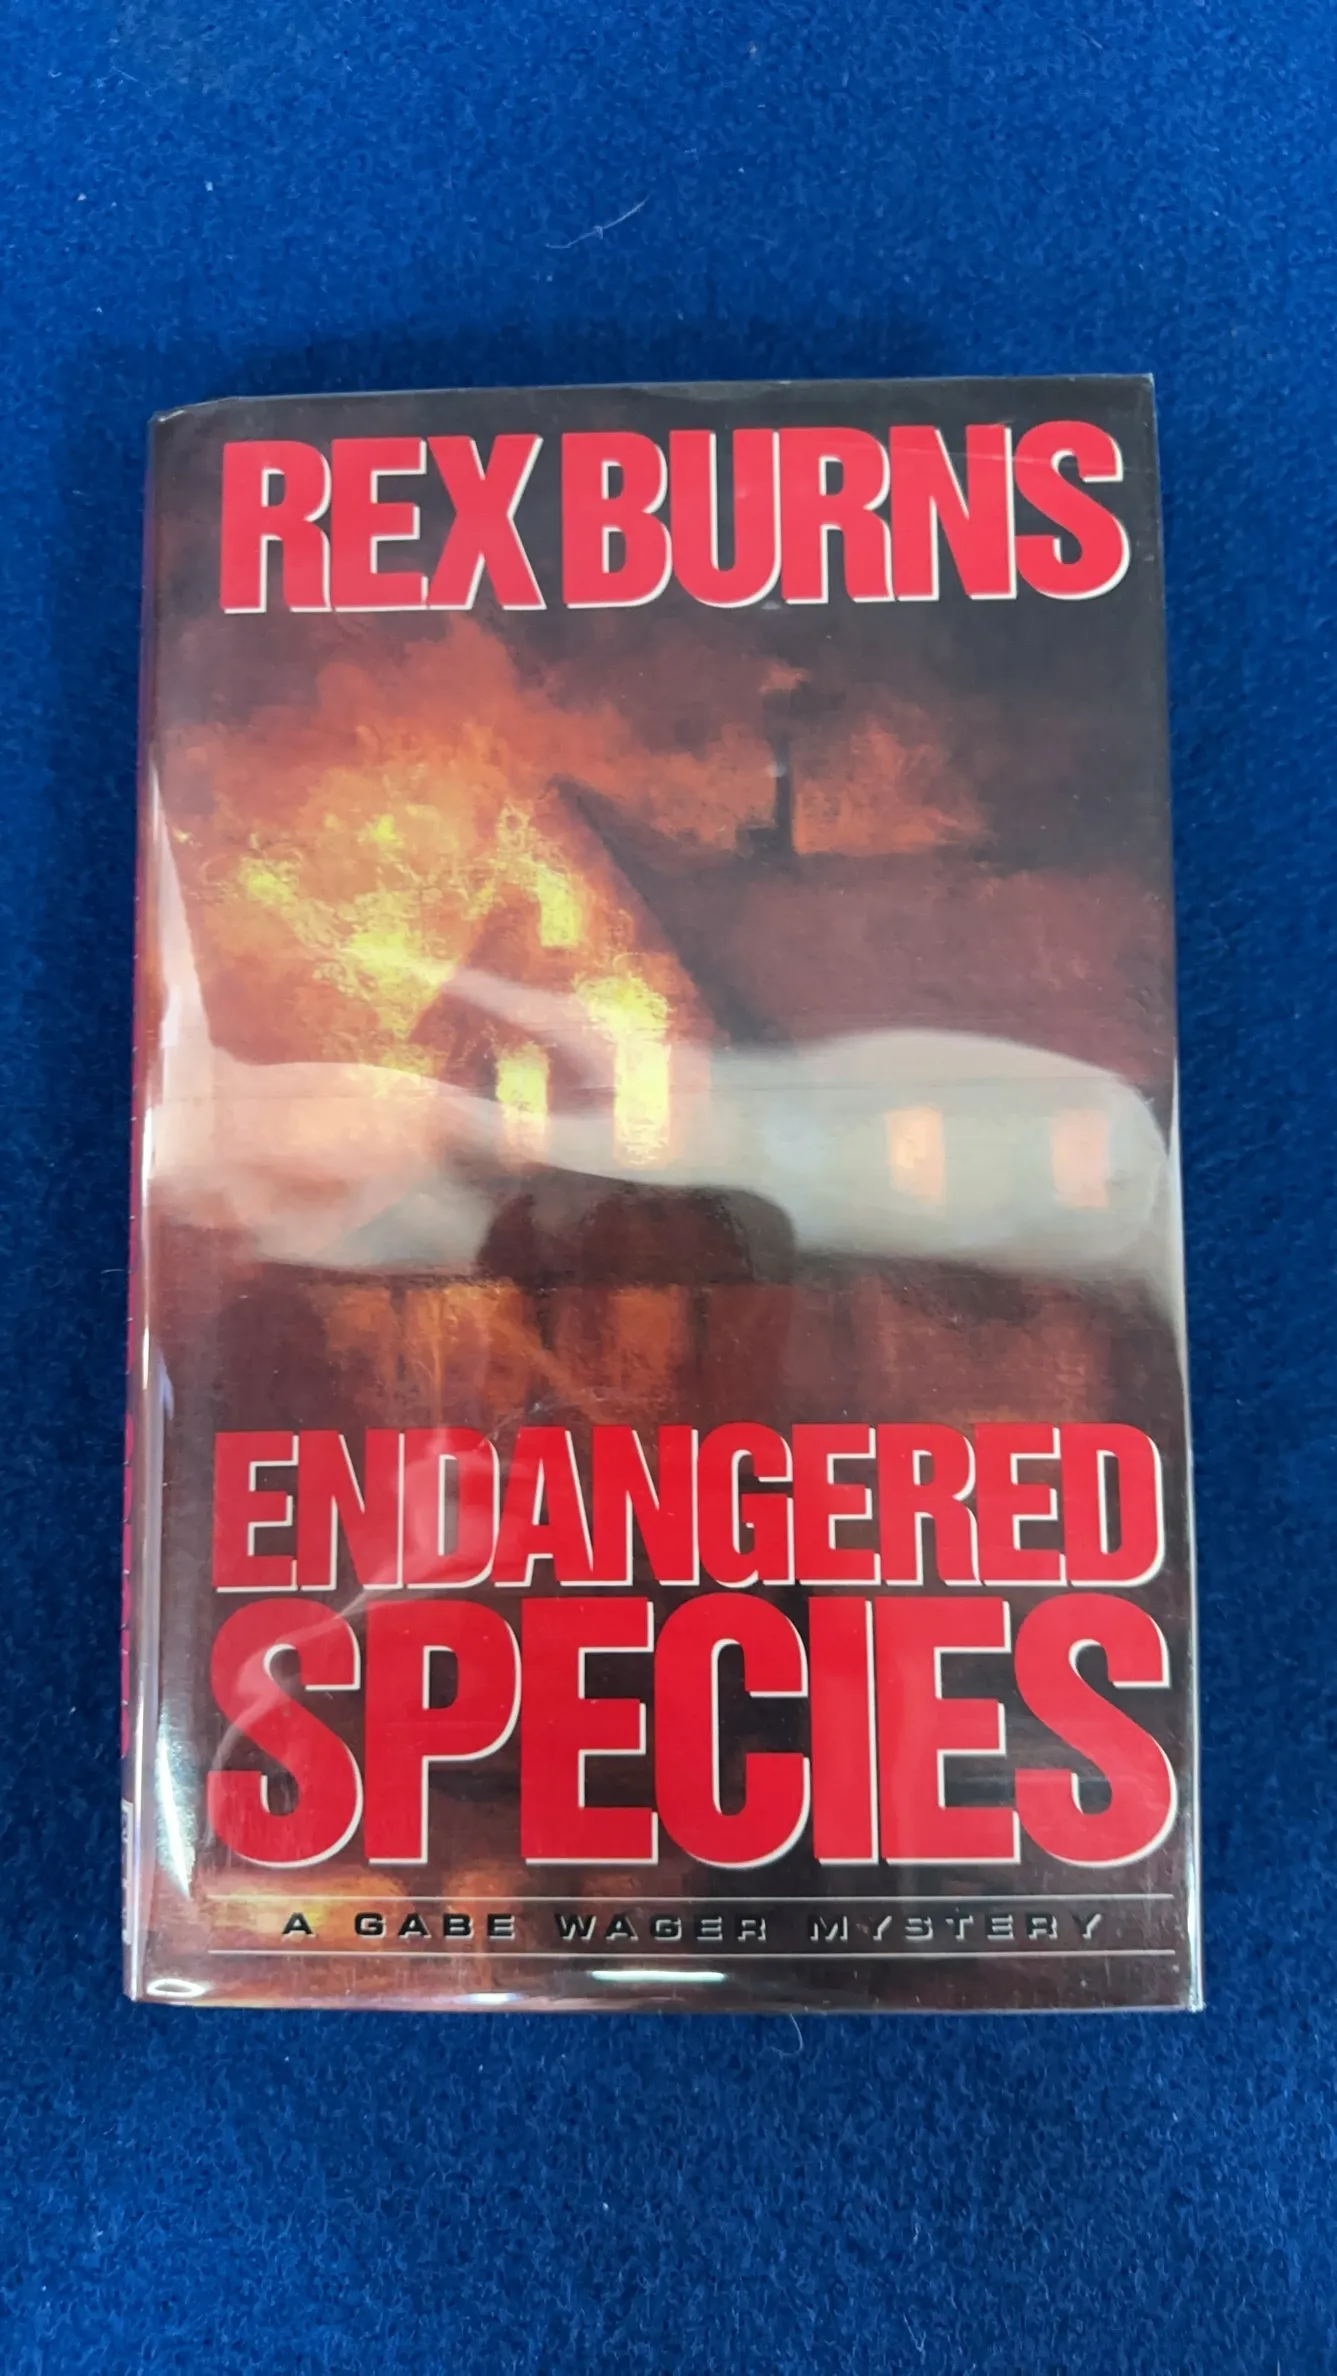 REX BURNS
ENDANGERED
SPECIES
A GABE WAGER MYSTERY